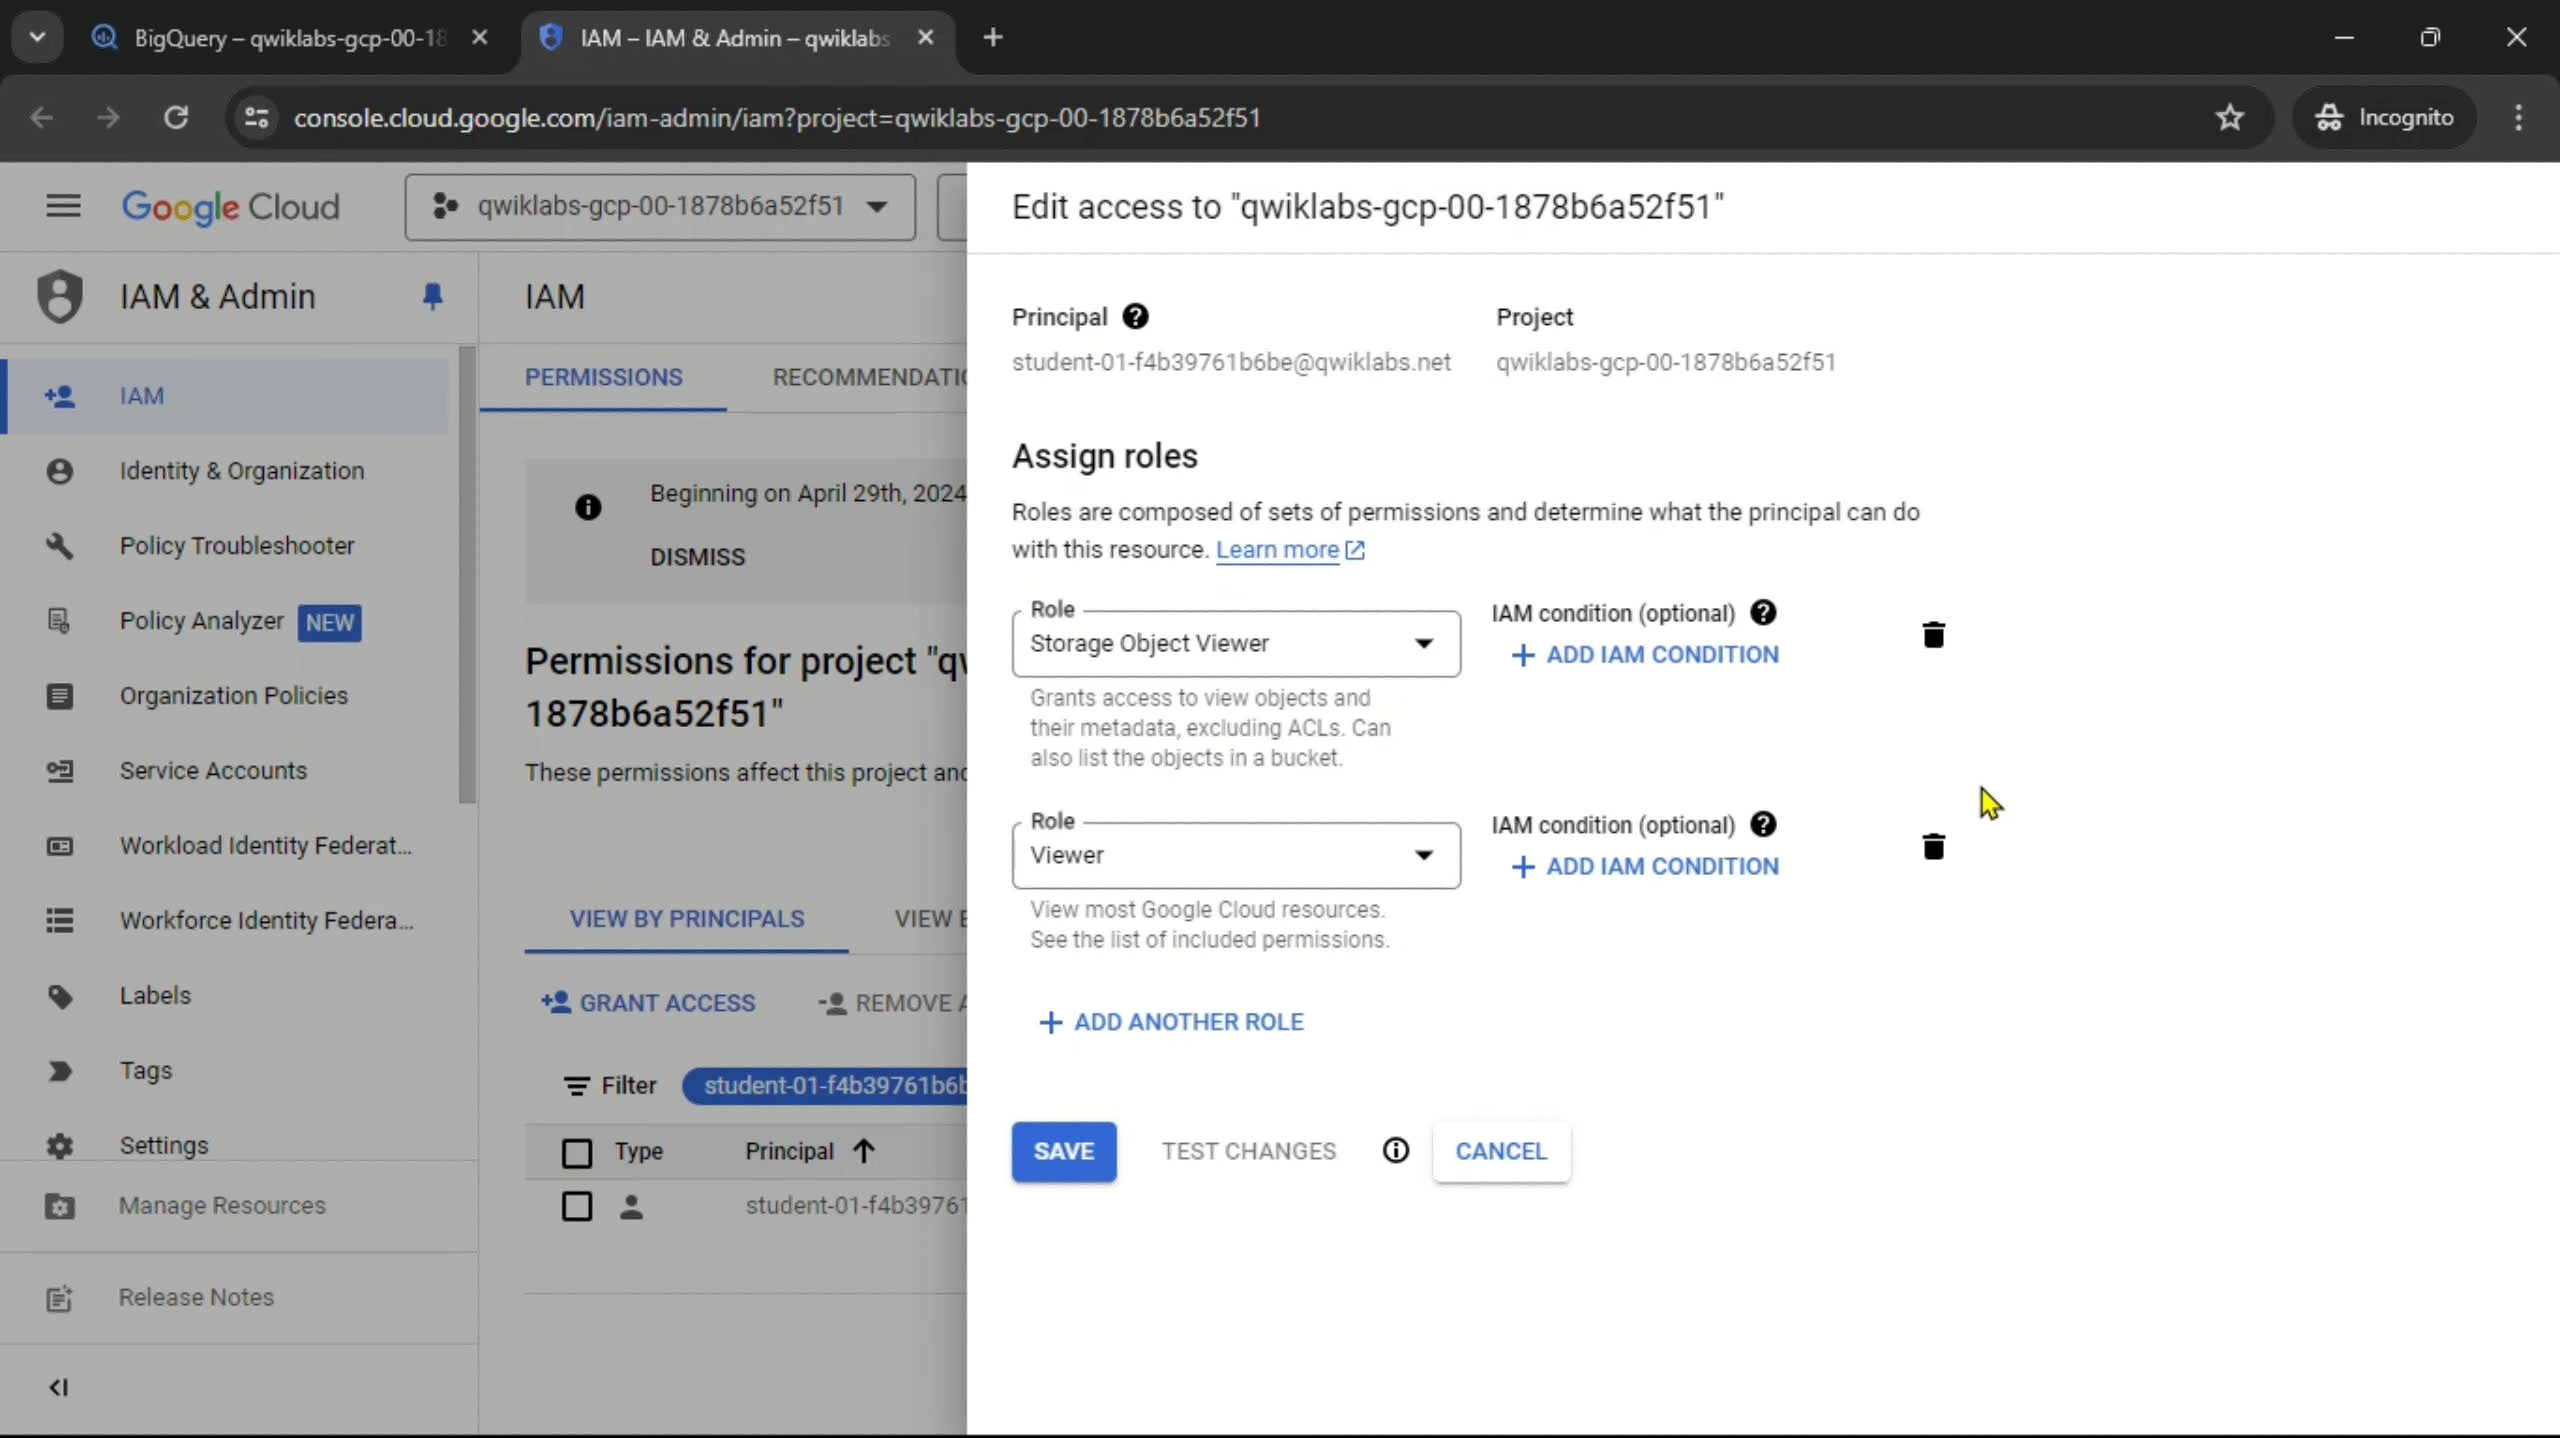 BigQuery – qwiklabs-gcp-00-18
IAM – IAM & Admin – qwiklabs
console.cloud.google.com/iam-admin/iam?project=qwiklabs-gcp-00-1878b6a52f51
Incognito
Google Cloud
qwiklabs-gcp-00-1878b6a52f51
IAM & Admin
IAM
Identity & Organization
Policy Troubleshooter
Policy Analyzer NEW
Organization Policies
Service Accounts
Workload Identity Federat...
Workforce Identity Federa...
Labels
Tags
Settings
Manage Resources
Release Notes
IAM
PERMISSIONS
RECOMMENDATIO
Beginning on April 29th, 2024
DISMISS
Permissions for project "qw
1878b6a52f51"
These permissions affect this project and
VIEW BY PRINCIPALS
VIEW B
GRANT ACCESS
REMOVE A
Filter
student-01-f4b39761b6b
Type
Principal
student-01-f4b39761
Edit access to "qwiklabs-gcp-00-1878b6a52f51"
Principal
Project
student-01-f4b39761b6be@qwiklabs.net
qwiklabs-gcp-00-1878b6a52f51
Assign roles
Roles are composed of sets of permissions and determine what the principal can do
with this resource. Learn more
Role
Storage Object Viewer
IAM condition (optional)
+ ADD IAM CONDITION
Grants access to view objects and
their metadata, excluding ACLs. Can
also list the objects in a bucket.
Role
Viewer
IAM condition (optional)
+ ADD IAM CONDITION
View most Google Cloud resources.
See the list of included permissions.
+ ADD ANOTHER ROLE
SAVE
TEST CHANGES
CANCEL